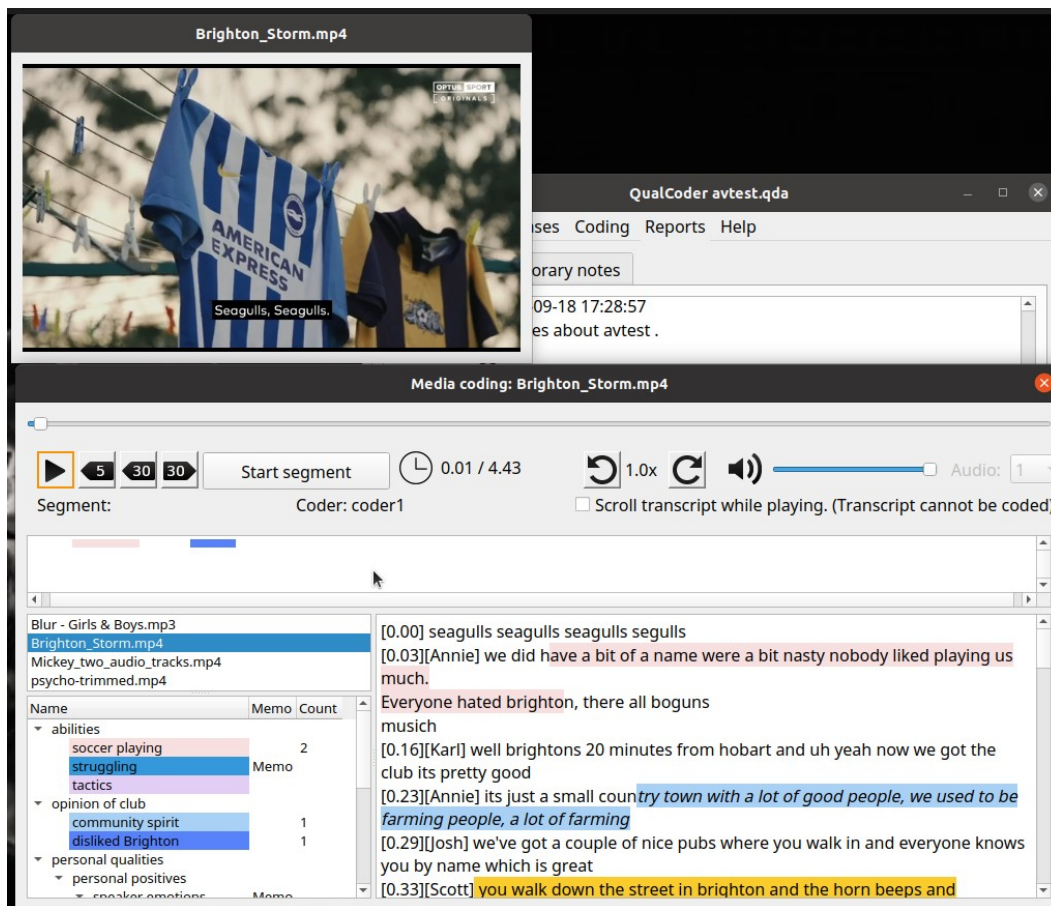 Brighton_Storm.mp4
OPTUS SPORT
ORIGINALS
AMERICAN
EXPRESS
Seagulls, Seagulls.
QualCoder avtest.qda
ses Coding Reports Help
orary notes
09-18 17:28:57
es about avtest .
Media coding: Brighton_Storm.mp4
5 30 30 Start segment 0.01 / 4.43 1.0x Audio: 1
Segment: Coder: coder1 Scroll transcript while playing. (Transcript cannot be coded)
Blur - Girls & Boys.mp3
Brighton_Storm.mp4
Mickey_two_audio_tracks.mp4
psycho-trimmed.mp4
Name Memo Count
abilities
soccer playing 2
struggling Memo
tactics
opinion of club
community spirit 1
disliked Brighton 1
personal qualities
personal positives
speaker emotions Memo
[0.00] seagulls seagulls seagulls segulls
[0.03][Annie] we did have a bit of a name were a bit nasty nobody liked playing us
much.
Everyone hated brighton, there all boguns
musich
[0.16][Karl] well brightons 20 minutes from hobart and uh yeah now we got the
club its pretty good
[0.23][Annie] its just a small country town with a lot of good people, we used to be
farming people, a lot of farming
[0.29][Josh] we've got a couple of nice pubs where you walk in and everyone knows
you by name which is great
[0.33][Scott] you walk down the street in brighton and the horn beeps and